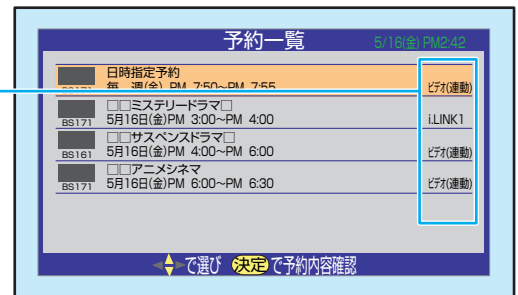 予約一覧 5/16(金) PM2:42
日時指定予約
BS171 毎 週(金) PM 7:50~PM 7:55 ビデオ(連動)
□□ミステリードラマ□
BS171 5月16日(金)PM 3:00~PM 4:00 i.LINK1
□□サスペンスドラマ□
BS161 5月16日(金)PM 4:00~PM 6:00 ビデオ(連動)
□□アニメシネマ
BS171 5月16日(金)PM 6:00~PM 6:30 ビデオ(連動)
で選び 決定で予約内容確認